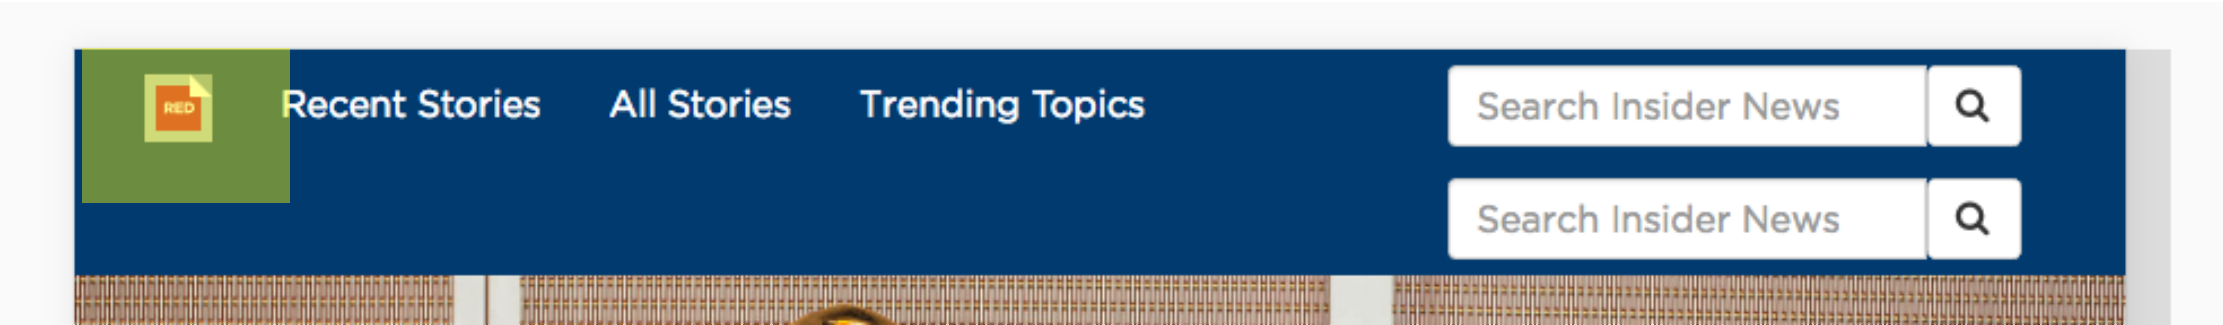 RED Recent Stories All Stories Trending Topics Search Insider News
Search Insider News